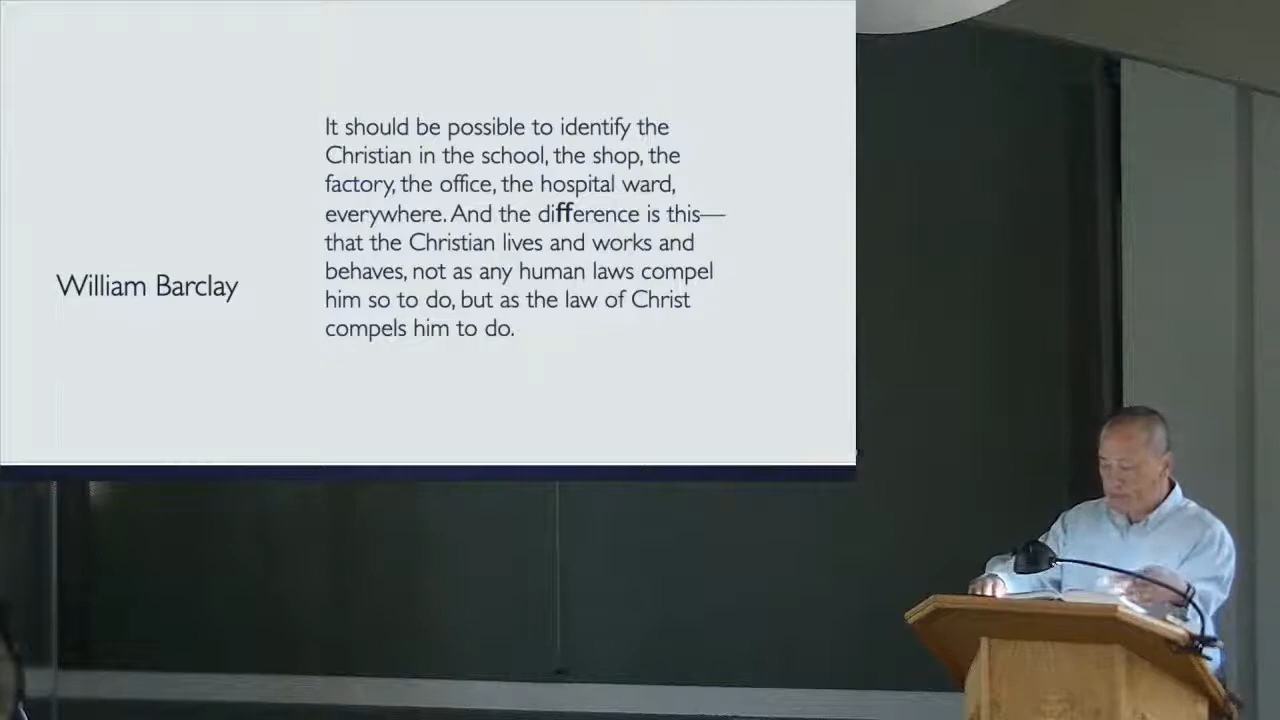 William Barclay
It should be possible to identify the
Christian in the school, the shop, the
factory, the office, the hospital ward,
everywhere. And the difference is this—
that the Christian lives and works and
behaves, not as any human laws compel
him so to do, but as the law of Christ
compels him to do.